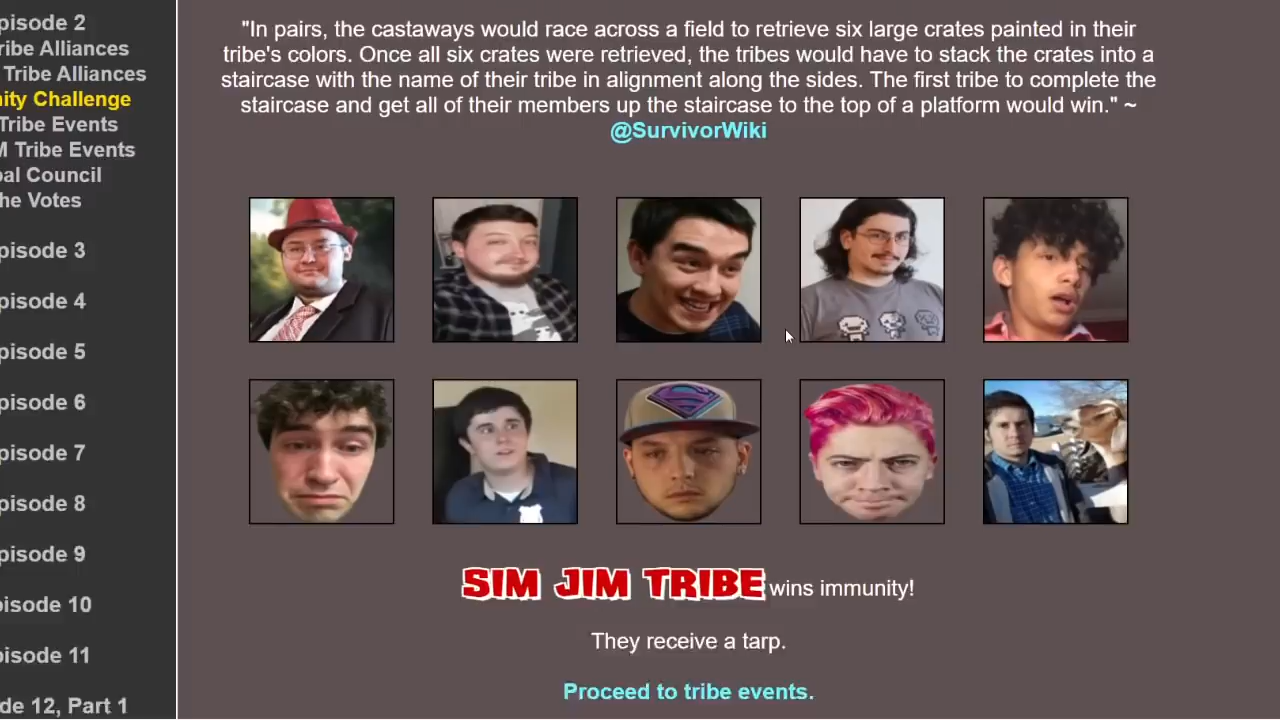 pisode 2
ribe Alliances
Tribe Alliances
ity Challenge
Tribe Events
M Tribe Events
oal Council
he Votes
pisode 3
pisode 4
pisode 5
pisode 6
pisode 7
pisode 8
pisode 9
pisode 10
pisode 11
de 12, Part 1
"In pairs, the castaways would race across a field to retrieve six large crates painted in their
tribe's colors. Once all six crates were retrieved, the tribes would have to stack the crates into a
staircase with the name of their tribe in alignment along the sides. The first tribe to complete the
staircase and get all of their members up the staircase to the top of a platform would win." ~
@SurvivorWiki
SIM JIM TRIBE wins immunity!
They receive a tarp.
Proceed to tribe events.